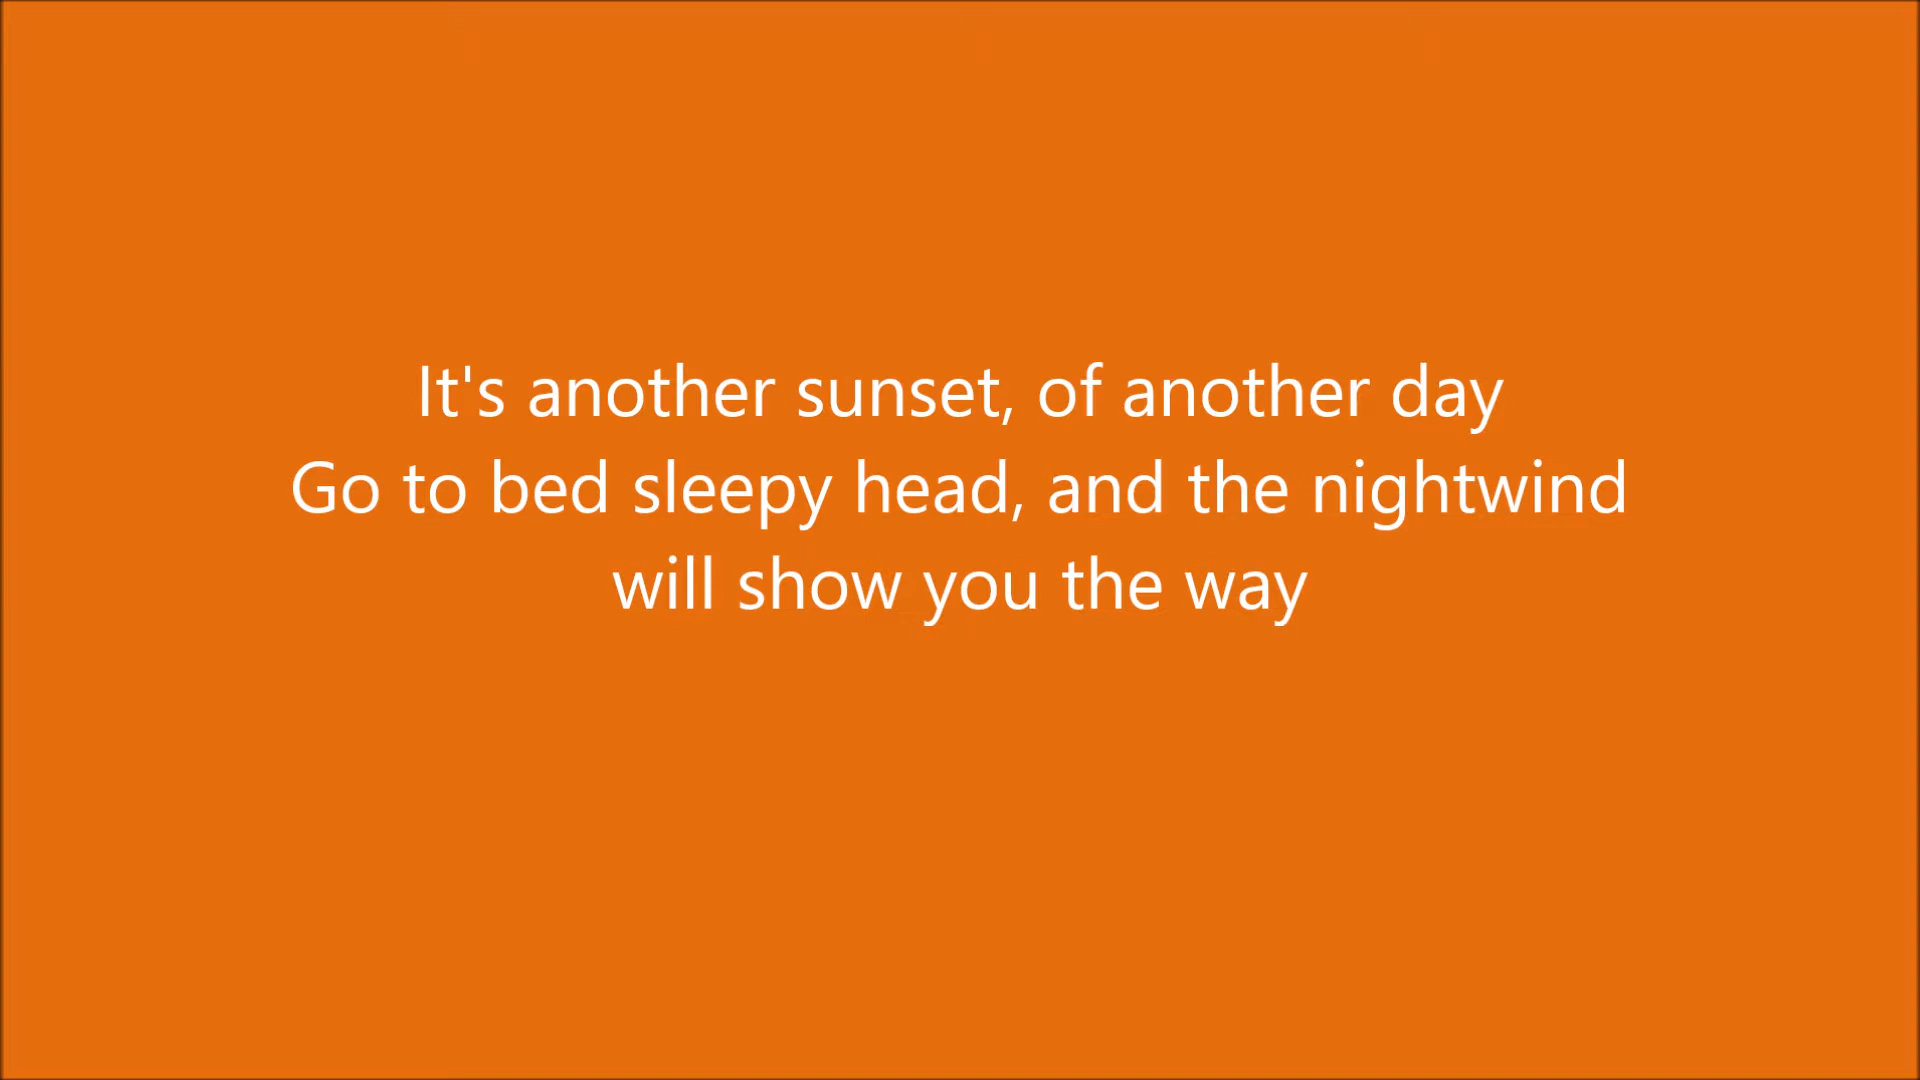 It's another sunset, of another day
Go to bed sleepy head, and the nightwind
will show you the way